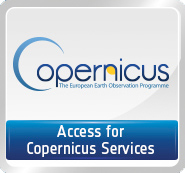 Copernicus
The European Earth Observation Programme
Access for
Copernicus Services